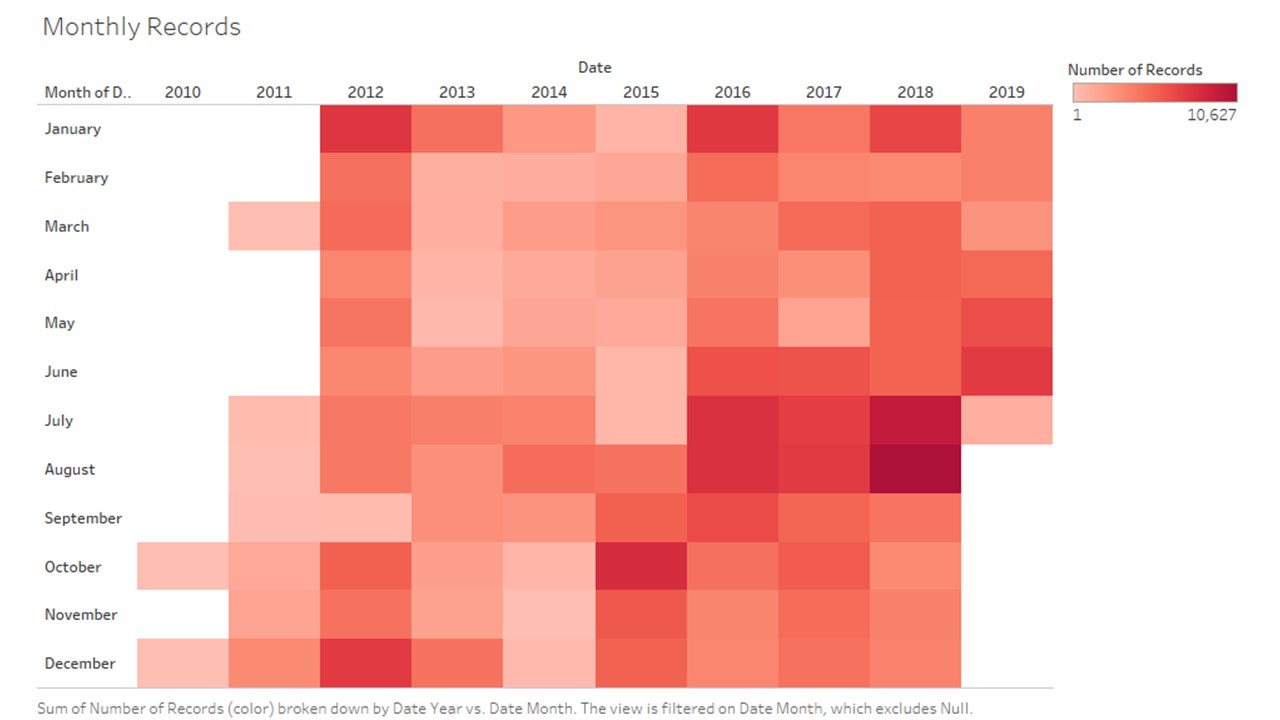 Monthly Records
Date
Month of D.. 2010 2011 2012 2013 2014 2015 2016 2017 2018 2019
January
February
March
April
May
June
July
August
September
October
November
December
Number of Records
1 10,627
Sum of Number of Records (color) broken down by Date Year vs. Date Month. The view is filtered on Date Month, which excludes Null.